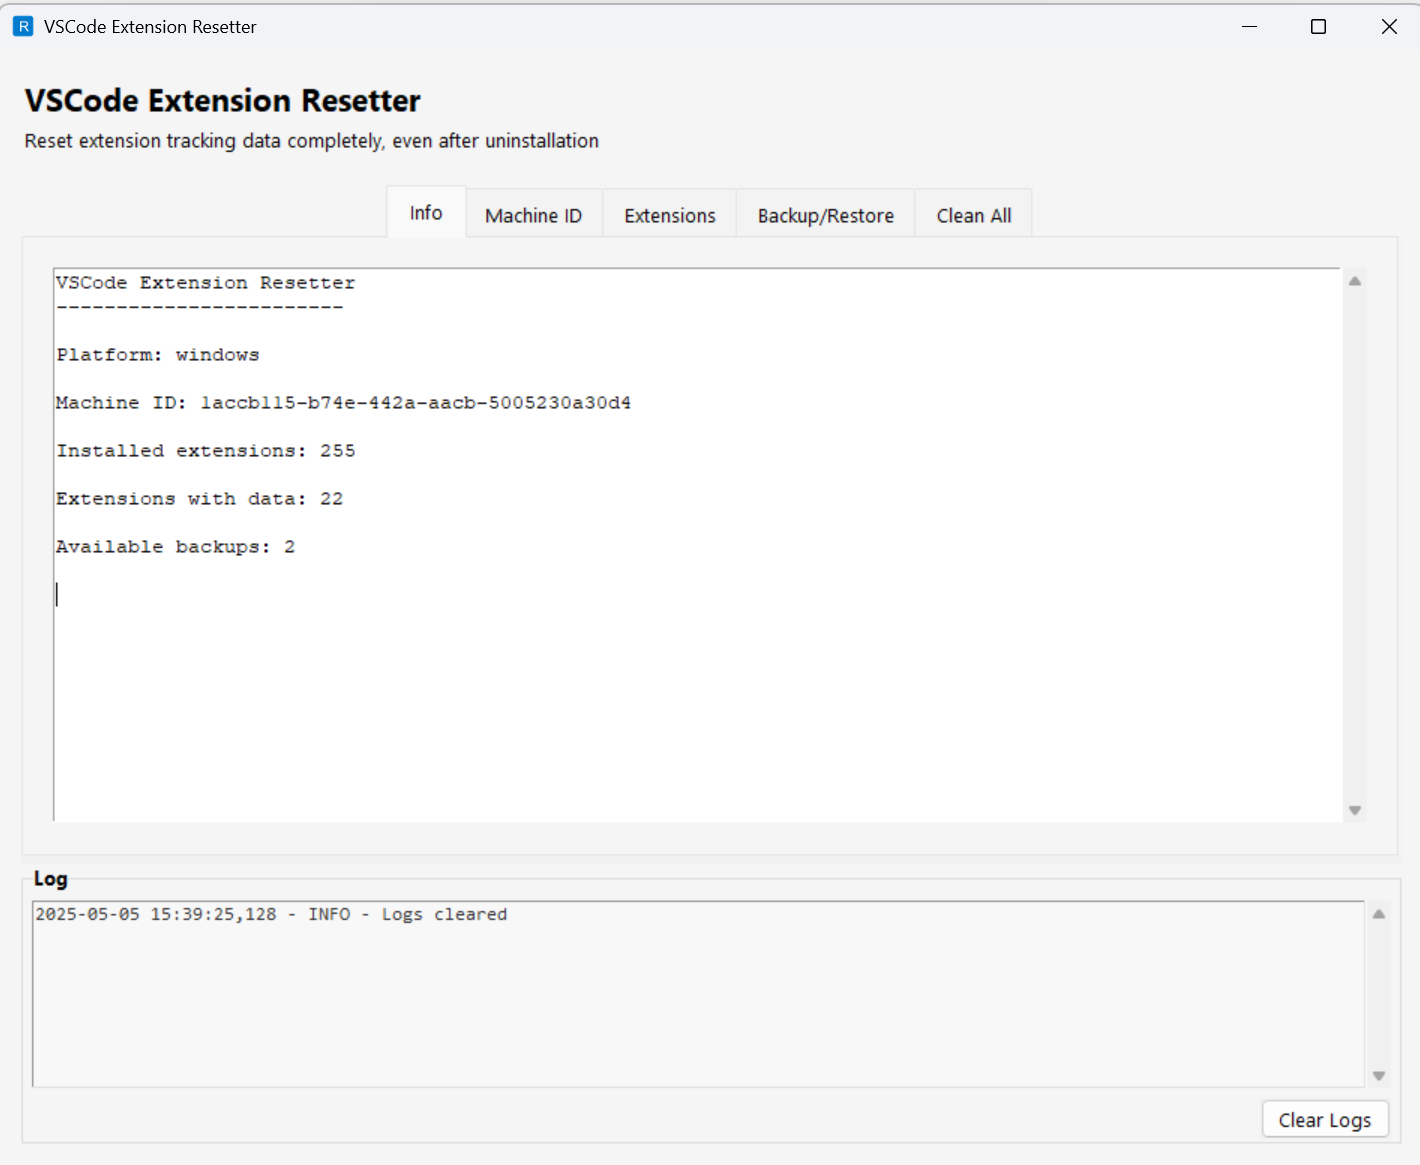 R VSCode Extension Resetter
VSCode Extension Resetter
Reset extension tracking data completely, even after uninstallation
Info Machine ID Extensions Backup/Restore Clean All
VSCode Extension Resetter
------------------------
Platform: windows
Machine ID: 1accb115-b74e-442a-aacb-5005230a30d4
Installed extensions: 255
Extensions with data: 22
Available backups: 2
Log
2025-05-05 15:39:25,128 - INFO - Logs cleared
Clear Logs